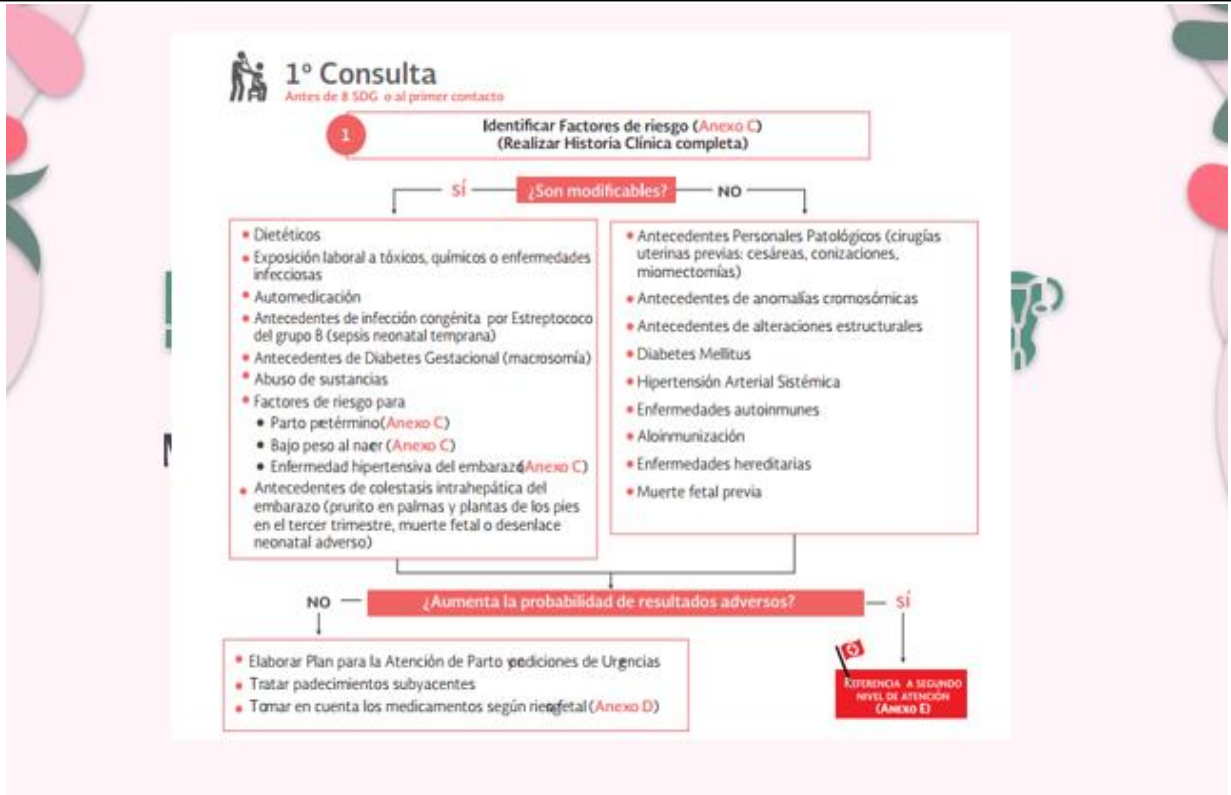 1° Consulta
Antes de 8 SDG o al primer contacto
1
Identificar Factores de riesgo (Anexo C)
(Realizar Historia Clínica completa)
SÍ
¿Son modificables?
NO
• Dietéticos
• Exposición laboral a tóxicos, químicos o enfermedades
infecciosas
• Automedicación
• Antecedentes de infección congénita por Estreptococo
del grupo B (sepsis neonatal temprana)
• Antecedentes de Diabetes Gestacional (macrosomía)
• Abuso de sustancias
• Factores de riesgo para
• Parto petérmino(Anexo C)
• Bajo peso al naer (Anexo C)
• Enfermedad hipertensiva del embarazo(Anexo C)
• Antecedentes de colestasis intrahepática del
embarazo (prurito en palmas y plantas de los pies
en el tercer trimestre, muerte fetal o desenlace
neonatal adverso)
• Antecedentes Personales Patológicos (cirugías
uterinas previas: cesáreas, conizaciones,
miomectomías)
• Antecedentes de anomalías cromosómicas
• Antecedentes de alteraciones estructurales
• Diabetes Mellitus
• Hipertensión Arterial Sistémica
• Enfermedades autoinmunes
• Aloinmunización
• Enfermedades hereditarias
• Muerte fetal previa
NO
¿Aumenta la probabilidad de resultados adversos?
SÍ
• Elaborar Plan para la Atención de Parto de Urgencias
• Tratar padecimientos subyacentes
• Tomar en cuenta los medicamentos según fetal (Anexo D)
REFERENCIA A SEGUNDO
NIVEL DE ATENCIÓN
(ANEXO E)